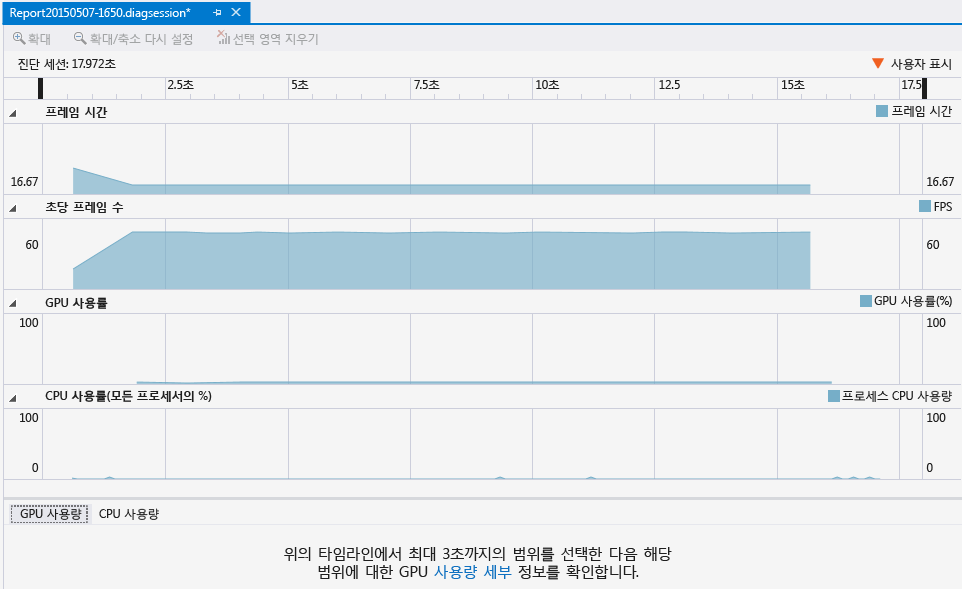 Report20150507-1650.diagsession*
확대 확대/축소 다시 설정 선택 영역 지우기
진단 세션: 17.972초 사용자 표시
2.5초 5초 7.5초 10초 12.5 15초 17.5
프레임 시간 프레임 시간
16.67 16.67
초당 프레임 수 FPS
60 60
GPU 사용률 GPU 사용률(%)
100 100
CPU 사용률(모든 프로세서의 %) 프로세스 CPU 사용량
100 100
0 0
GPU 사용량 CPU 사용량
위의 타임라인에서 최대 3초까지의 범위를 선택한 다음 해당
범위에 대한 GPU 사용량 세부 정보를 확인합니다.